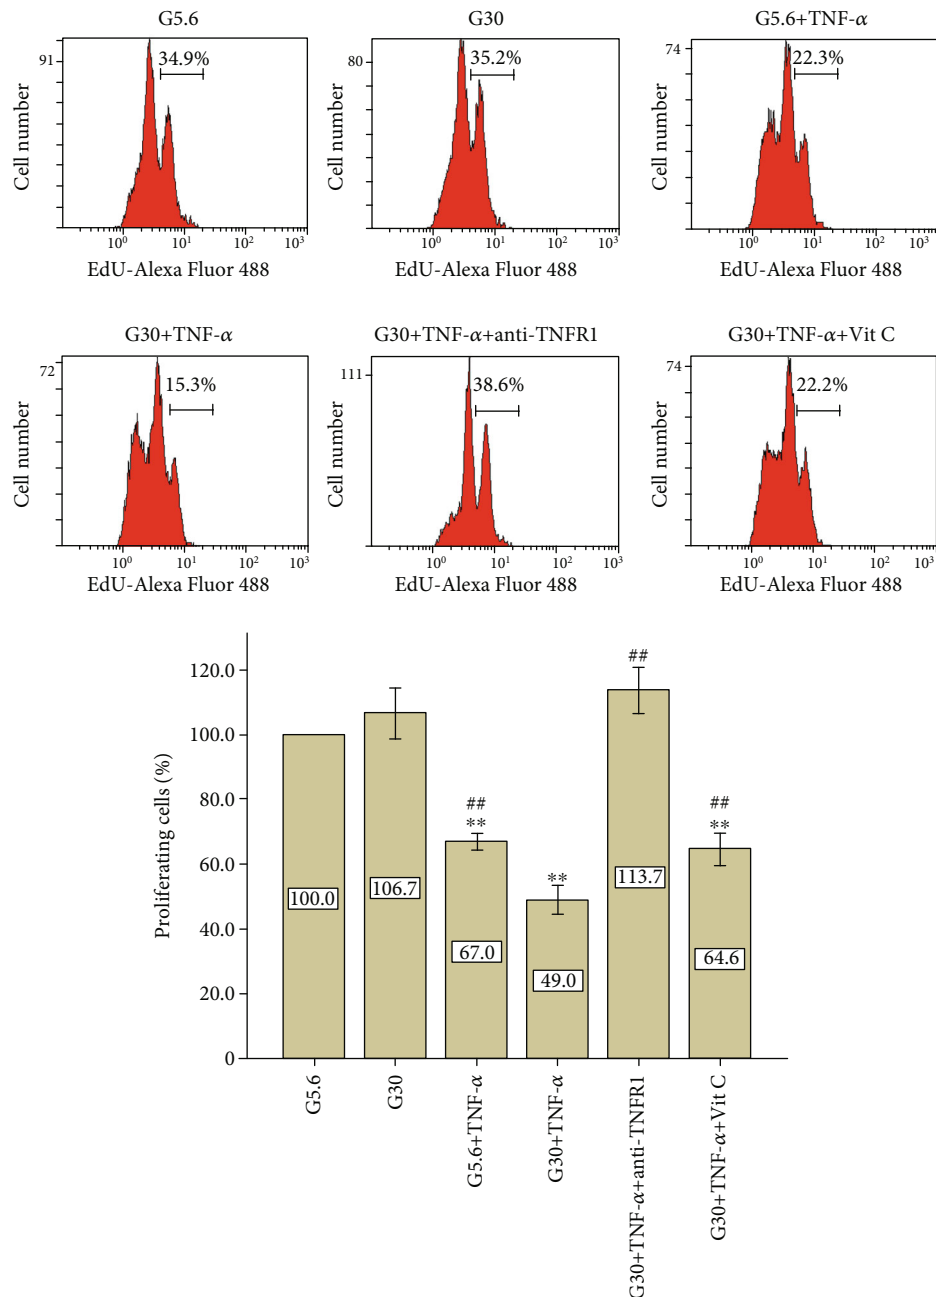 G5.6
91
34.9%
Cell number
10⁰ 10¹ 10² 10³
EdU-Alexa Fluor 488
G30
80
35.2%
Cell number
10⁰ 10¹ 10² 10³
EdU-Alexa Fluor 488
G5.6+TNF-α
74
22.3%
Cell number
10⁰ 10¹ 10² 10³
EdU-Alexa Fluor 488
G30+TNF-α
72
15.3%
Cell number
10⁰ 10¹ 10² 10³
EdU-Alexa Fluor 488
G30+TNF-α+anti-TNFR1
111
38.6%
Cell number
10⁰ 10¹ 10² 10³
EdU-Alexa Fluor 488
G30+TNF-α+Vit C
74
22.2%
Cell number
10⁰ 10¹ 10² 10³
EdU-Alexa Fluor 488
Proliferating cells (%)
120.0
100.0
80.0
60.0
40.0
20.0
0
100.0
106.7
##
**
67.0
**
49.0
##
113.7
##
**
64.6
G5.6
G30
G5.6+TNF-α
G30+TNF-α
G30+TNF-α+anti-TNFR1
G30+TNF-α+Vit C